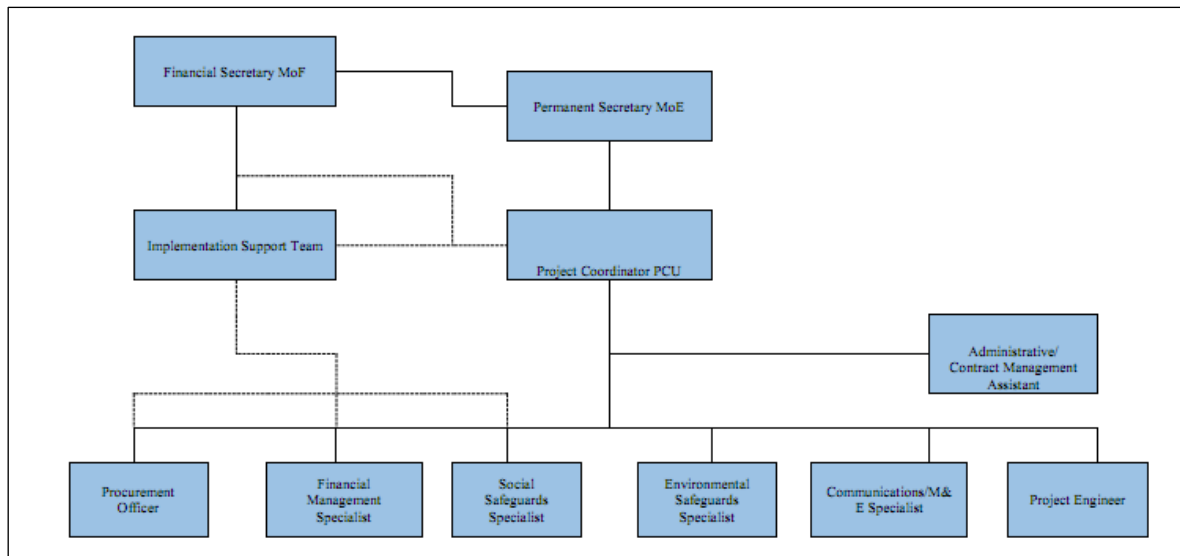 Financial Secretary MoF
Permanent Secretary MoE
Implementation Support Team
Project Coordinator PCU
Administrative/
Contract Management
Assistant
Procurement
Officer
Financial
Management
Specialist
Social
Safeguards
Specialist
Environmental
Safeguards
Specialist
Communications/M&
E Specialist
Project Engineer